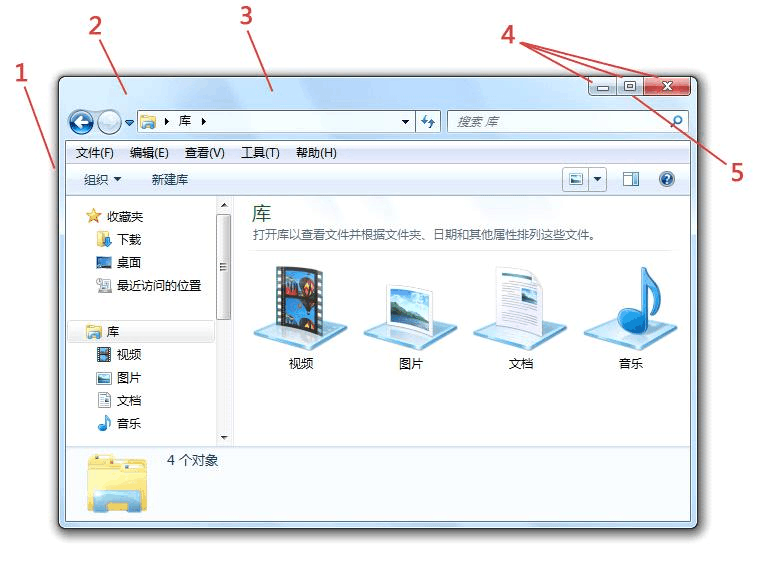 1
2
3
4
5
库
搜索 库
文件(F) 编辑(E) 查看(V) 工具(T) 帮助(H)
组织 新建库
收藏夹
下载
桌面
最近访问的位置
库
视频
图片
文档
音乐
库
打开库以查看文件并根据文件夹、日期和其他属性排列这些文件。
视频 图片 文档 音乐
4 个对象